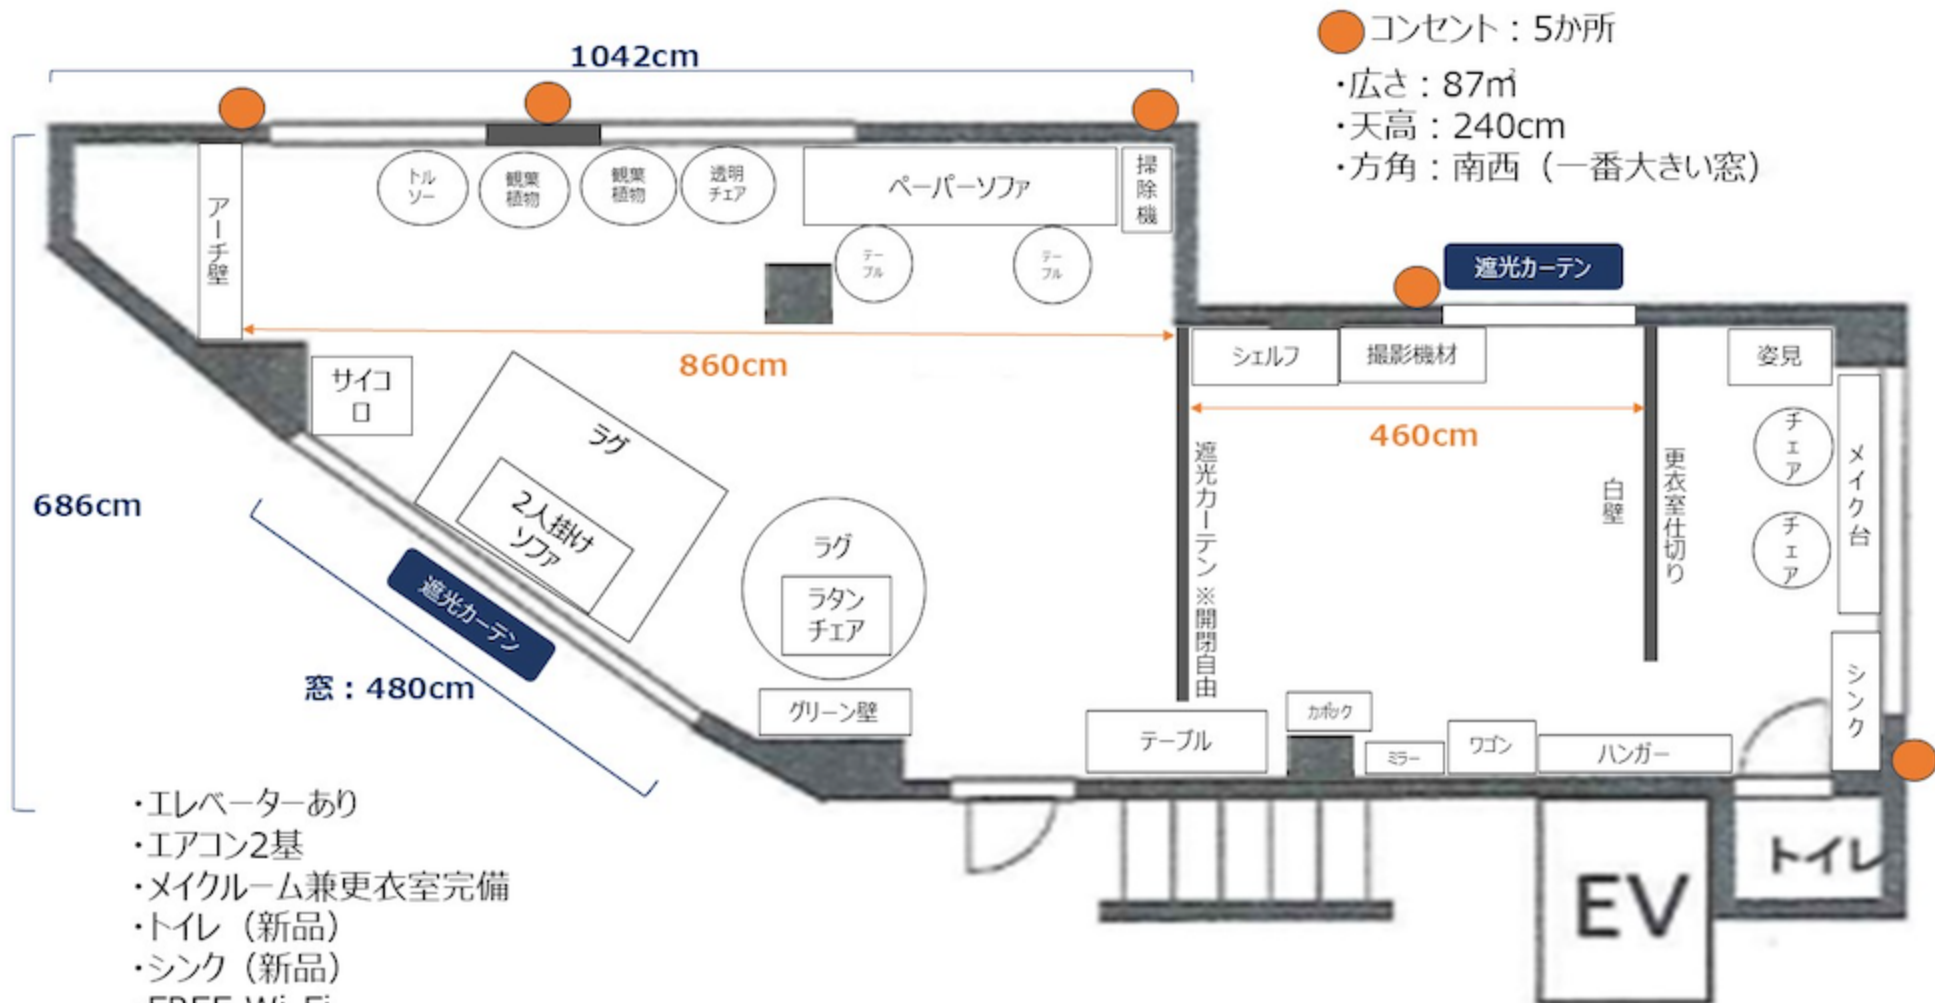 1042cm
コンセント：5か所
・広さ：87㎡
・天高：240cm
・方角：南西（一番大きい窓）
アーチ壁
トル
ソー
観葉
植物
観葉
植物
透明
チェア
ペーパーソファ
掃除機
テー
ブル
テー
ブル
遮光カーテン
860cm
シェルフ
撮影機材
姿見
サイコ
ロ
ラグ
2人掛け
ソファ
460cm
遮光カーテン※開閉自由
白壁
更衣室仕切り
チェア
チェア
メイク台
シンク
686cm
遮光カーテン
窓：480cm
ラグ
ラタン
チェア
グリーン壁
テーブル
カポック
ミラー
ワゴン
ハンガー
トイレ
EV
・エレベーターあり
・エアコン2基
・メイクルーム兼更衣室完備
・トイレ（新品）
・シンク（新品）
・FREE Wi-Fi